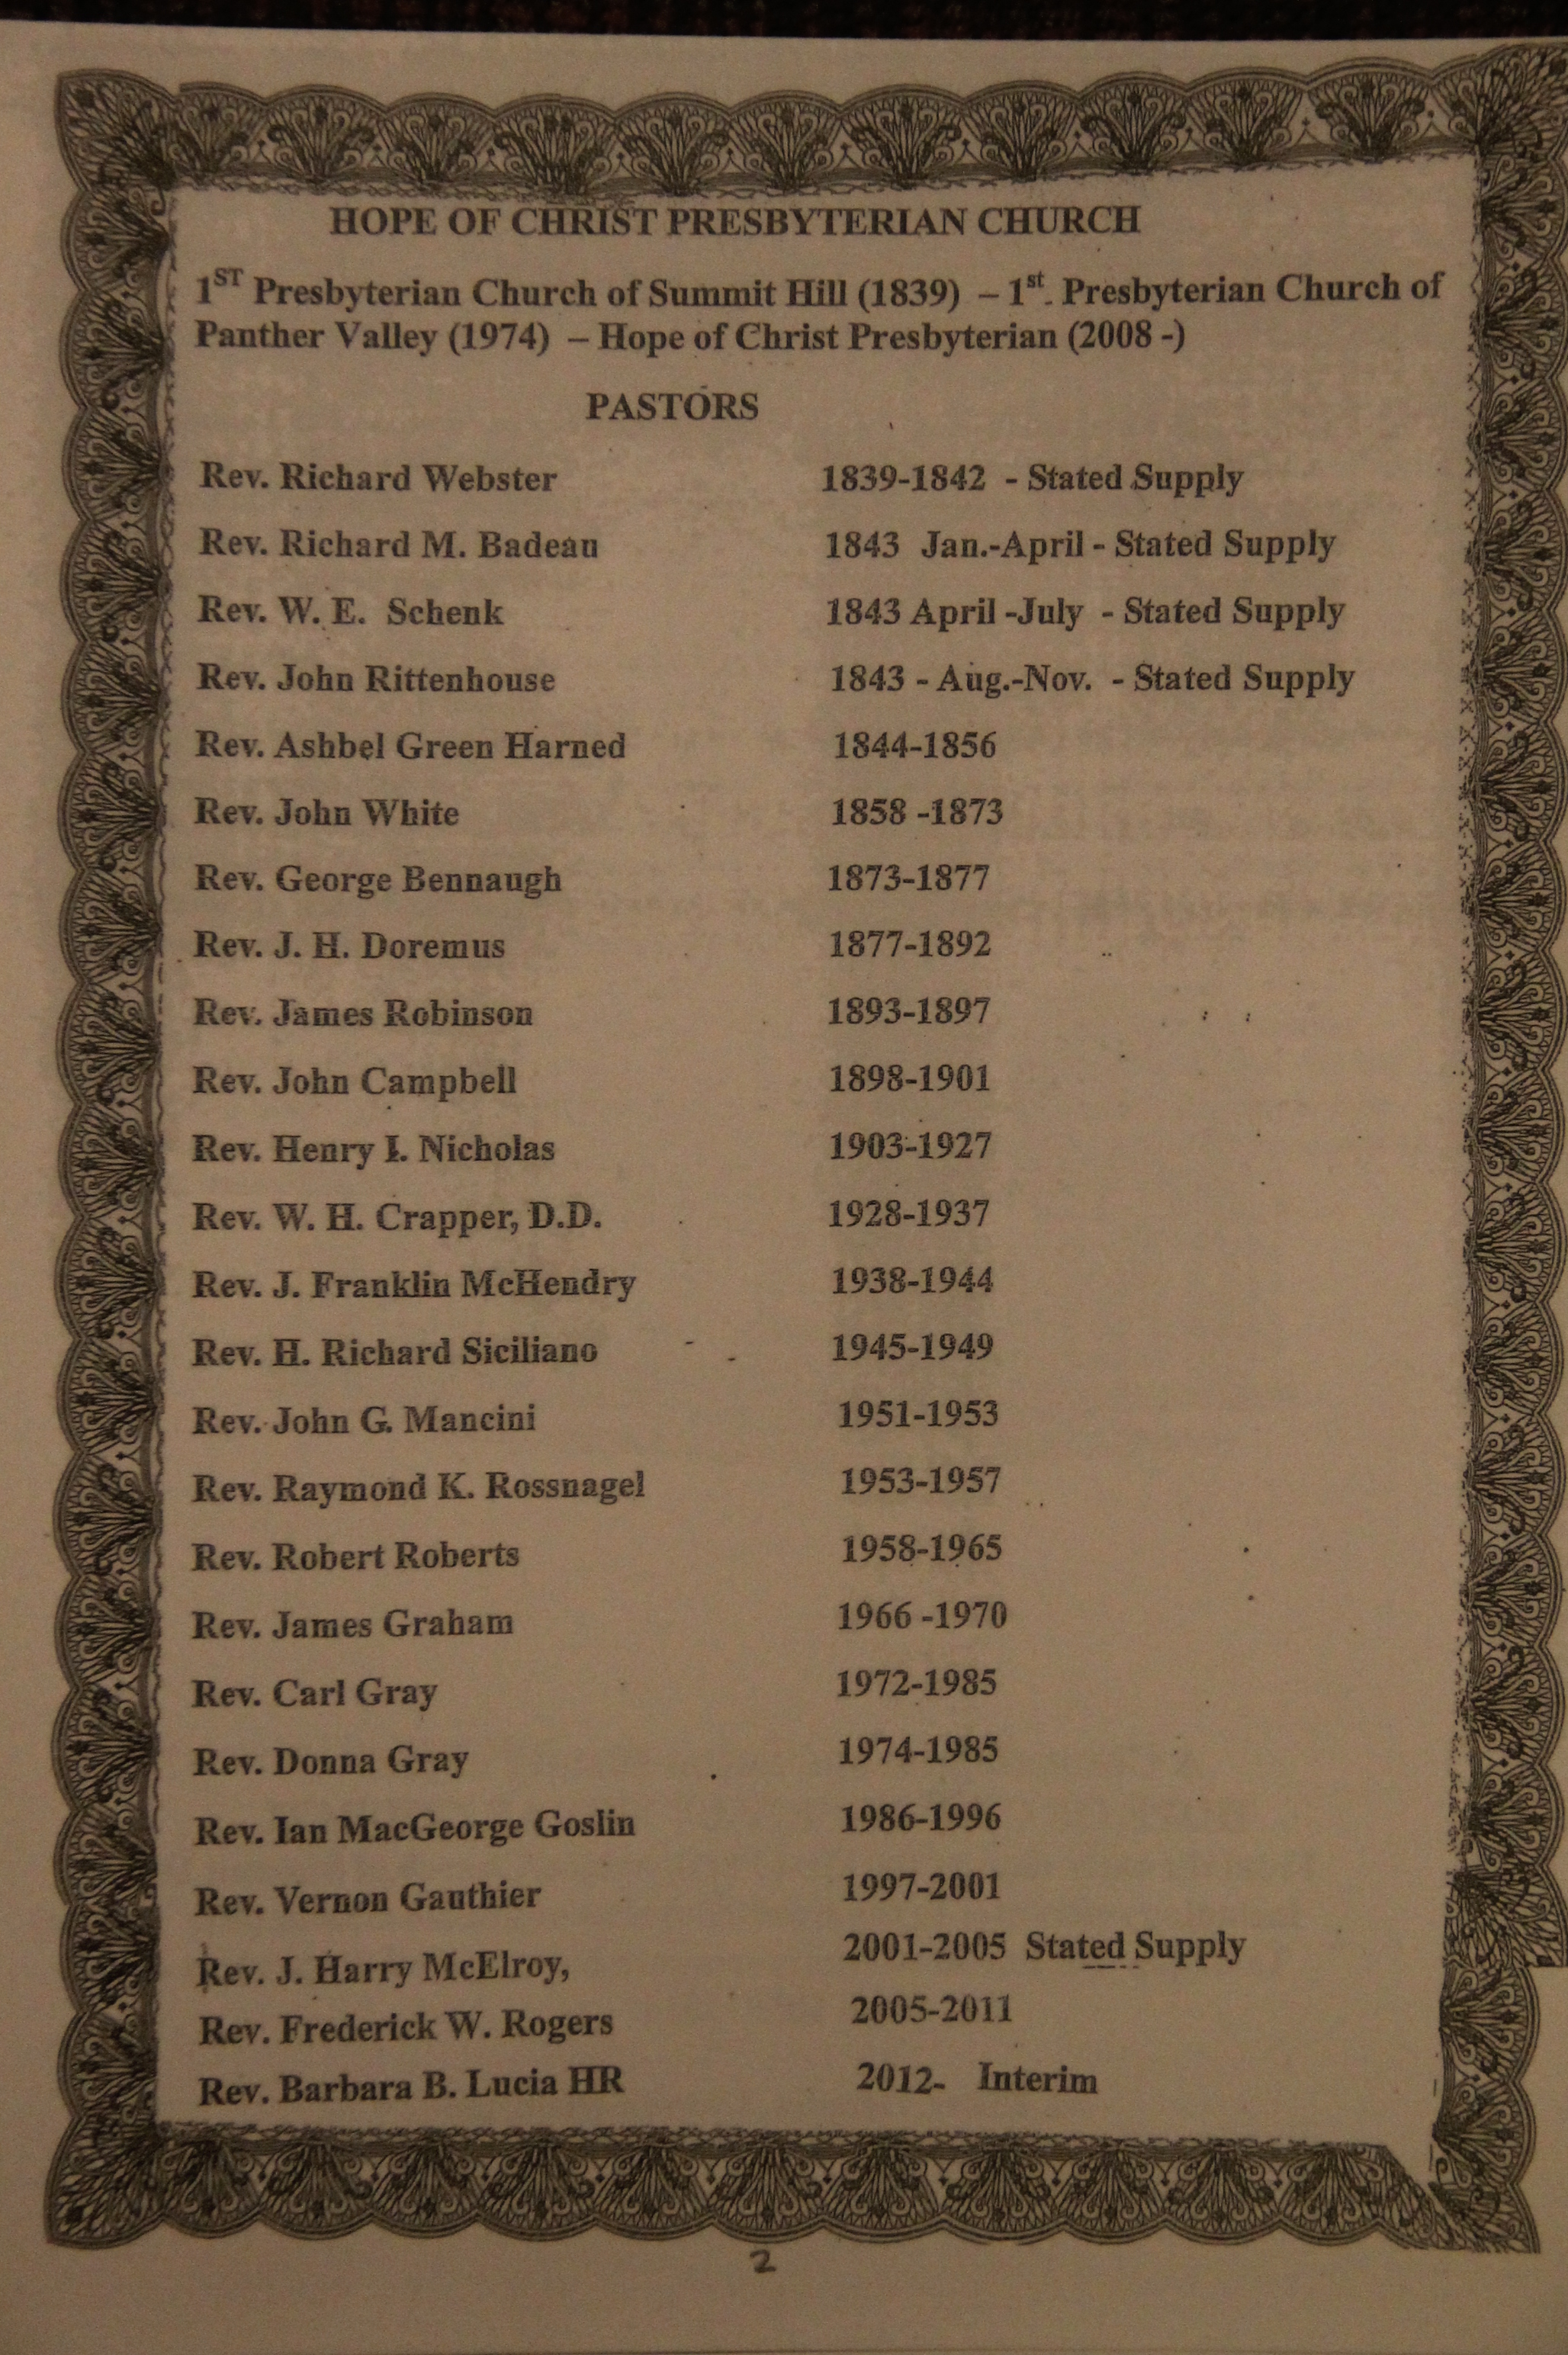 HOPE OF CHRIST PRESBYTERIAN CHURCH
1ST Presbyterian Church of Summit Hill (1839) – 1st. Presbyterian Church of
Panther Valley (1974) – Hope of Christ Presbyterian (2008 -)
PASTORS
Rev. Richard Webster 1839-1842 - Stated Supply
Rev. Richard M. Badeau 1843 Jan.-April - Stated Supply
Rev. W. E. Schenk 1843 April -July - Stated Supply
Rev. John Rittenhouse 1843 - Aug.-Nov. - Stated Supply
Rev. Ashbel Green Harned 1844-1856
Rev. John White 1858 -1873
Rev. George Bennaugh 1873-1877
Rev. J. H. Doremus 1877-1892
Rev. James Robinson 1893-1897
Rev. John Campbell 1898-1901
Rev. Henry I. Nicholas 1903-1927
Rev. W. H. Crapper, D.D. 1928-1937
Rev. J. Franklin McHendry 1938-1944
Rev. H. Richard Siciliano 1945-1949
Rev. John G. Mancini 1951-1953
Rev. Raymond K. Rossnagel 1953-1957
Rev. Robert Roberts 1958-1965
Rev. James Graham 1966 -1970
Rev. Carl Gray 1972-1985
Rev. Donna Gray 1974-1985
Rev. Ian MacGeorge Goslin 1986-1996
Rev. Vernon Gauthier 1997-2001
Rev. J. Harry McElroy, 2001-2005 Stated Supply
Rev. Frederick W. Rogers 2005-2011
Rev. Barbara B. Lucia HR 2012- Interim
2